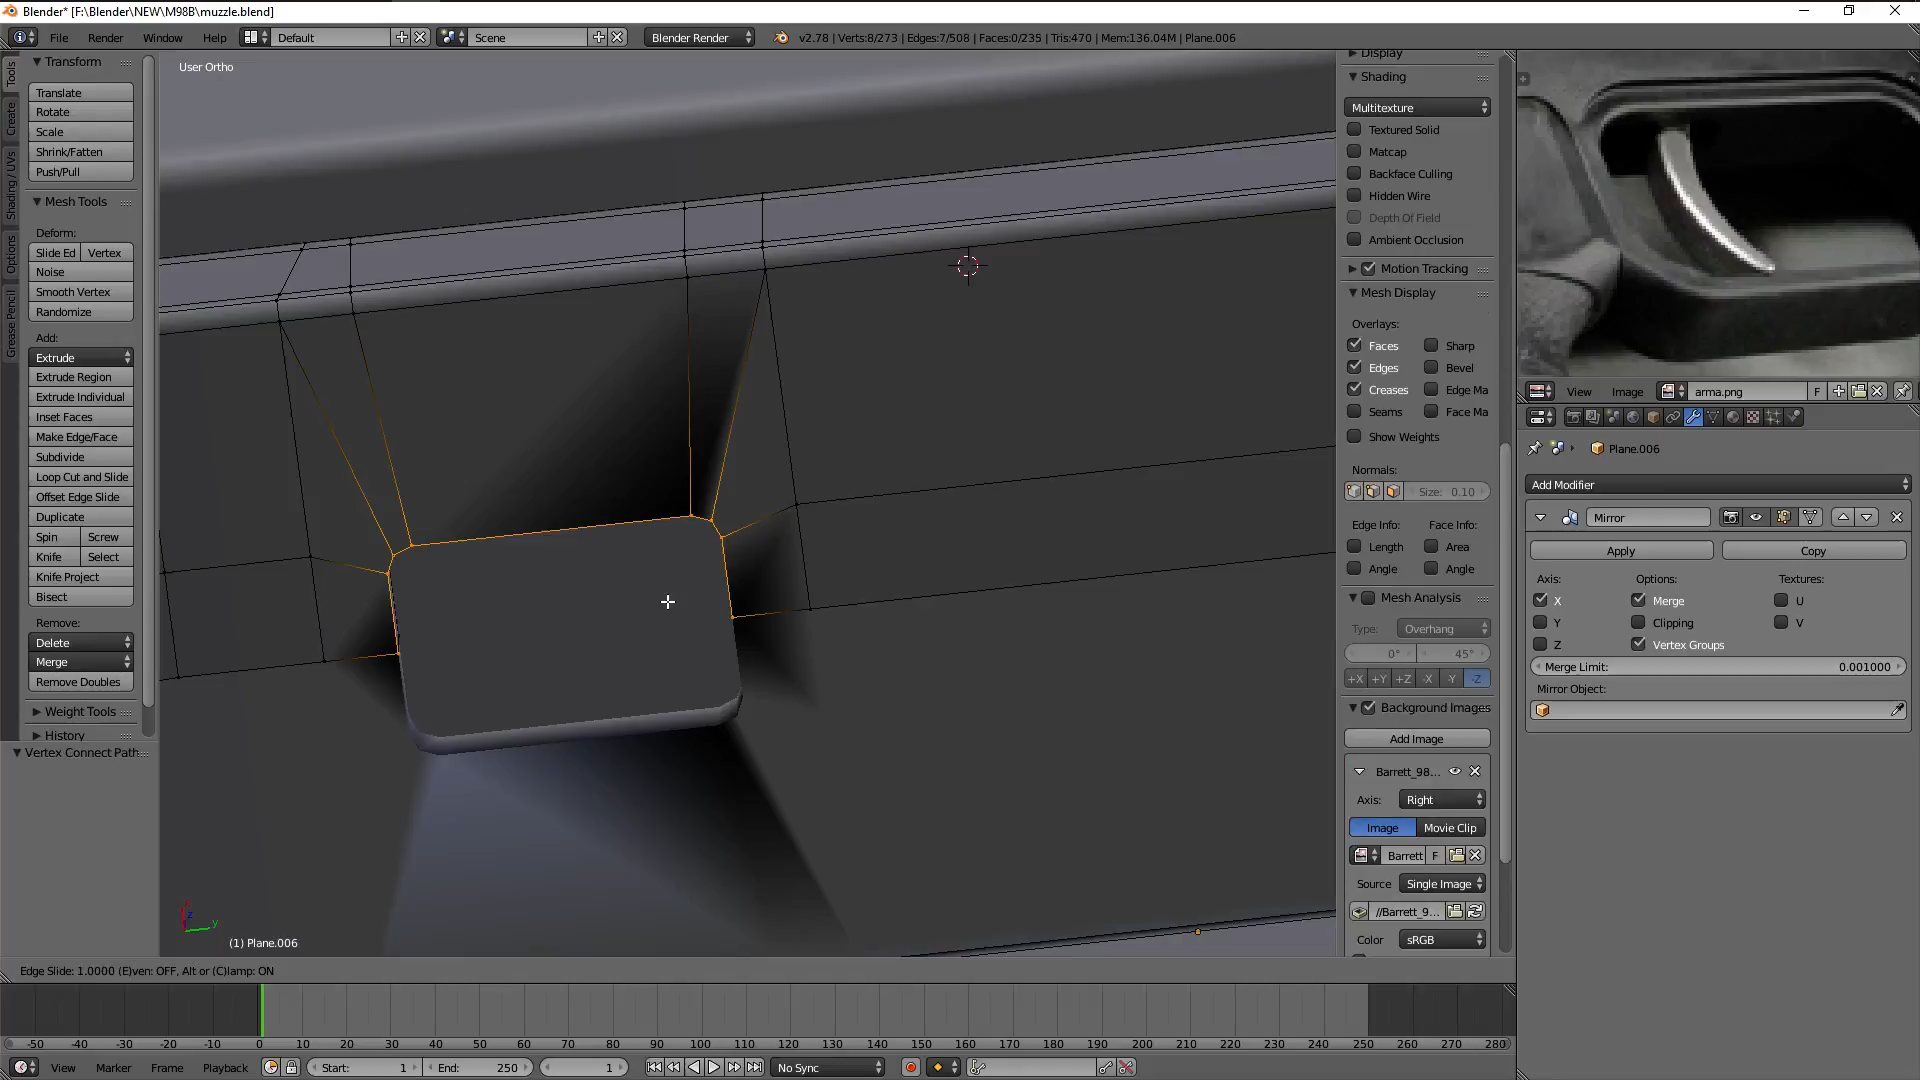 Blender* [F:\Blender\NEW\M98B\muzzle.blend]
File Render Window Help Default Scene Blender Render v2.78 | Verts:8/273 | Edges:7/508 | Faces:0/235 | Tris:470 | Mem:136.04M | Plane.006
Tools
Create
Shading / UVs
Options
Grease Pencil
Transform
Translate
Rotate
Scale
Shrink/Fatten
Push/Pull
Mesh Tools
Deform:
Slide Ed Vertex
Noise
Smooth Vertex
Randomize
Add:
Extrude
Extrude Region
Extrude Individual
Inset Faces
Make Edge/Face
Subdivide
Loop Cut and Slide
Offset Edge Slide
Duplicate
Spin Screw
Knife Select
Knife Project
Bisect
Remove:
Delete
Merge
Remove Doubles
Weight Tools
History
Vertex Connect Path
User Ortho
z
y
(1) Plane.006
Edge Slide: 1.0000 (E)ven: OFF, Alt or (C)lamp: ON
Display
Shading
Multitexture
Textured Solid
Matcap
Backface Culling
Hidden Wire
Depth Of Field
Ambient Occlusion
Motion Tracking
Mesh Display
Overlays:
Faces Sharp
Edges Bevel
Creases Edge Ma
Seams Face Ma
Show Weights
Normals:
Size: 0.10
Edge Info: Face Info:
Length Area
Angle Angle
Mesh Analysis
Type: Overhang
0° 45°
+X +Y +Z -X -Y -Z
Background Images
Add Image
Barrett_98...
Axis: Right
Image Movie Clip
Barrett F
Source Single Image
//Barrett_9...
Color sRGB
View Image arma.png F
Plane.006
Add Modifier
Mirror
Apply Copy
Axis: Options: Textures:
X Merge U
Y Clipping V
Z Vertex Groups
Merge Limit: 0.001000
Mirror Object:
-50 -40 -30 -20 -10 0 10 20 30 40 50 60 70 80 90 100 110 120 130 140 150 160 170 180 190 200 210 220 230 240 250 260 270 280
View Marker Frame Playback Start: 1 End: 250 1 No Sync